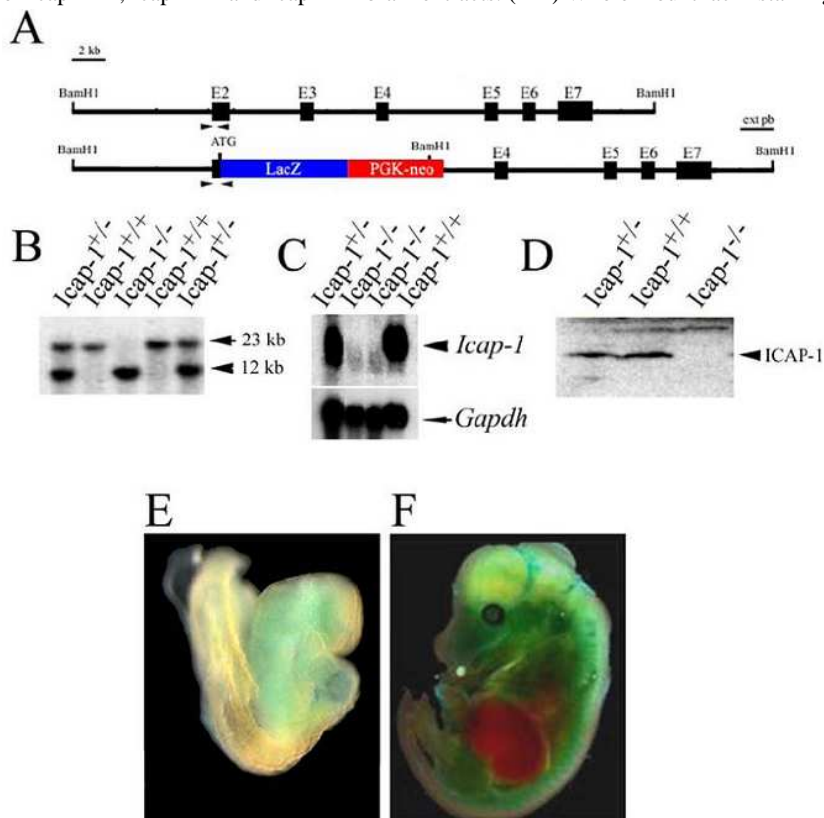 A
2 kb
BamH1 E2 E3 E4 E5 E6 E7 BamH1
ext pb
ATG
BamH1 LacZ PGK-neo BamH1 E4 E5 E6 E7 BamH1
B
Icap-1+/- Icap-1+/+ Icap-1-/- Icap-1+/+ Icap-1+/-
23 kb
12 kb
C
Icap-1+/- Icap-1-/- Icap-1-/- Icap-1+/+
Icap-1
Gapdh
D
Icap-1+/- Icap-1+/+ Icap-1-/-
ICAP-1
E
F